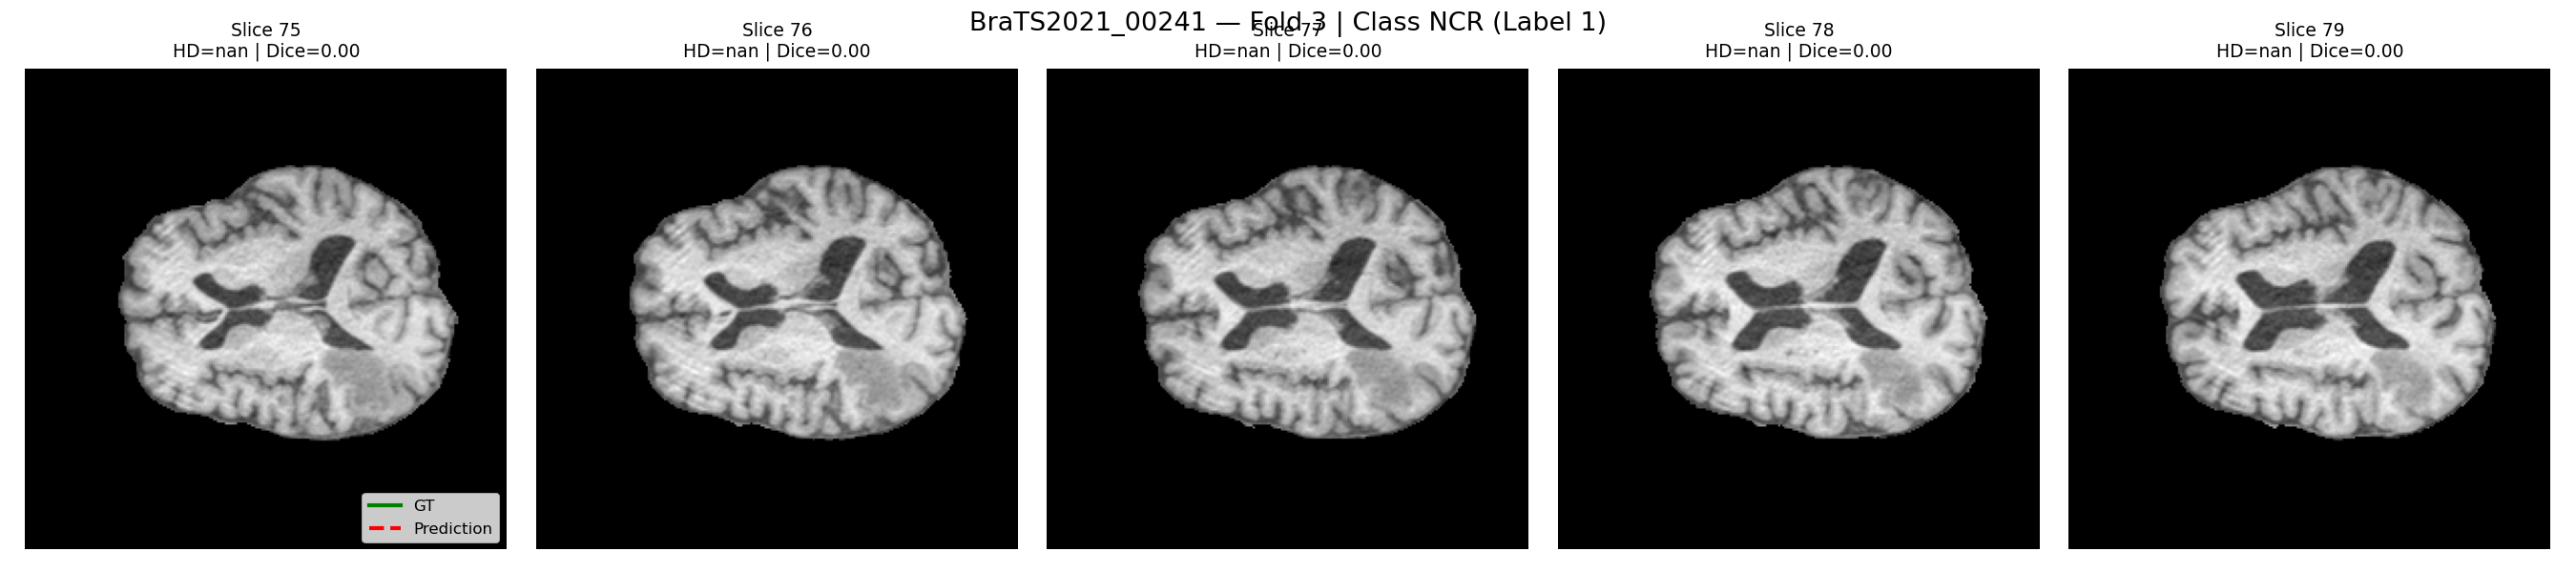 BraTS2021_00241 — Fold 3 | Class NCR (Label 1)
Slice 75
HD=nan | Dice=0.00
Slice 76
HD=nan | Dice=0.00
Slice 77
HD=nan | Dice=0.00
Slice 78
HD=nan | Dice=0.00
Slice 79
HD=nan | Dice=0.00
GT
Prediction